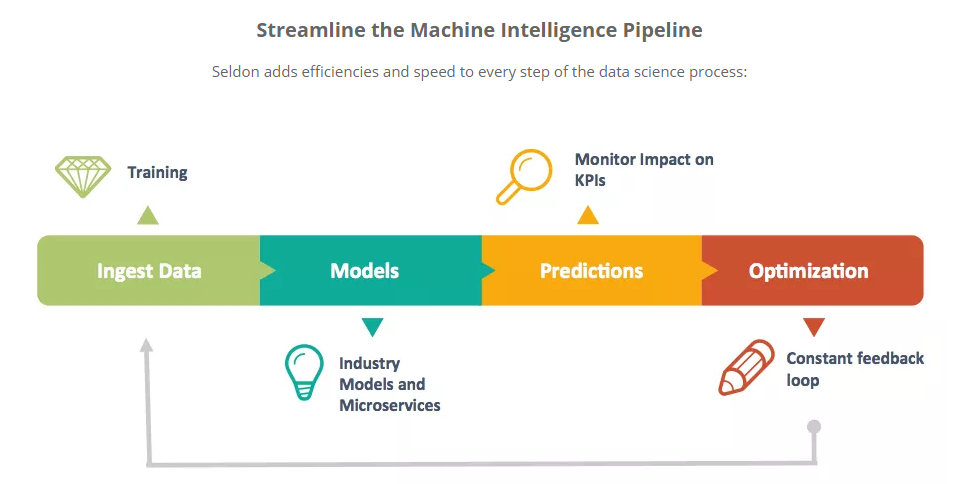 Streamline the Machine Intelligence Pipeline
Seldon adds efficiencies and speed to every step of the data science process:
Training
Monitor Impact on
KPIs
Ingest Data
Models
Predictions
Optimization
Industry
Models and
Microservices
Constant feedback
loop